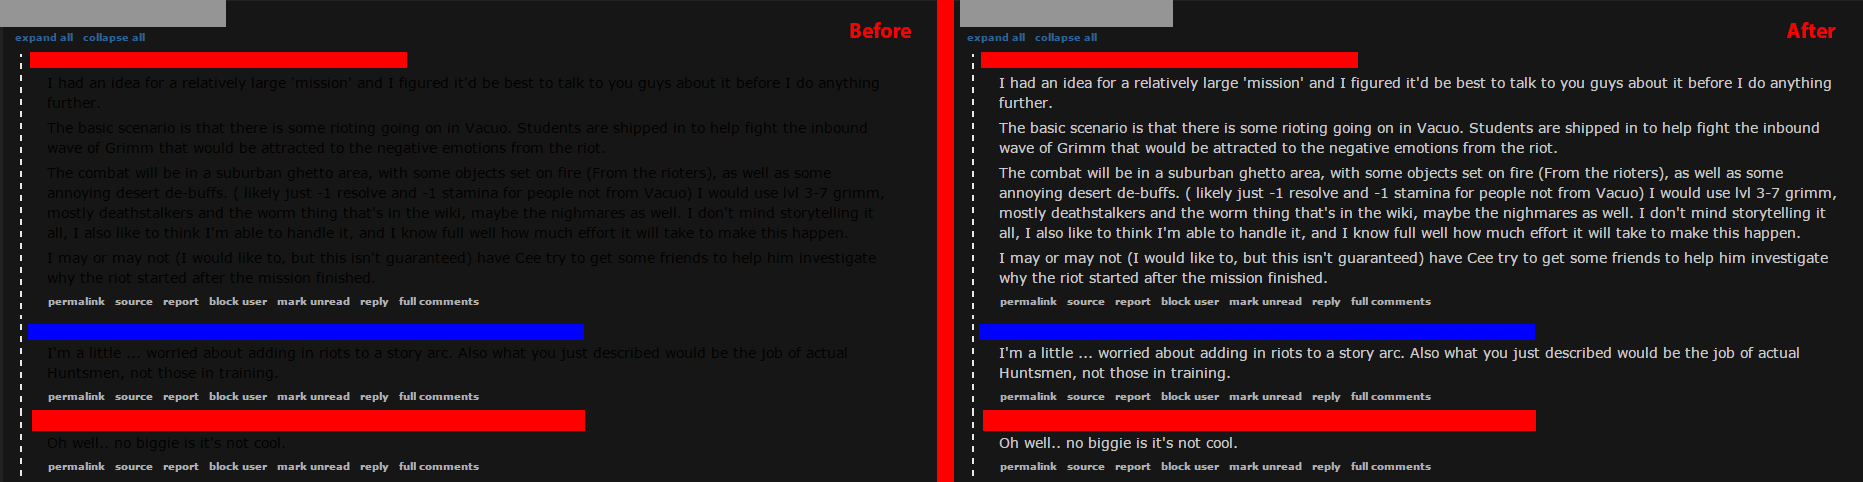 Before
expand all collapse all
I had an idea for a relatively large 'mission' and I figured it'd be best to talk to you guys about it before I do anything
further.
The basic scenario is that there is some rioting going on in Vacuo. Students are shipped in to help fight the inbound
wave of Grimm that would be attracted to the negative emotions from the riot.
The combat will be in a suburban ghetto area, with some objects set on fire (From the rioters), as well as some
annoying desert de-buffs. ( likely just -1 resolve and -1 stamina for people not from Vacuo) I would use lvl 3-7 grimm,
mostly deathstalkers and the worm thing that's in the wiki, maybe the nighmares as well. I don't mind storytelling it
all, I also like to think I'm able to handle it, and I know full well how much effort it will take to make this happen.
I may or may not (I would like to, but this isn't guaranteed) have Cee try to get some friends to help him investigate
why the riot started after the mission finished.
permalink source report block user mark unread reply full comments
I'm a little ... worried about adding in riots to a story arc. Also what you just described would be the job of actual
Huntsmen, not those in training.
permalink source report block user mark unread reply full comments
Oh well.. no biggie is it's not cool.
permalink source report block user mark unread reply full comments
After
expand all collapse all
I had an idea for a relatively large 'mission' and I figured it'd be best to talk to you guys about it before I do anything
further.
The basic scenario is that there is some rioting going on in Vacuo. Students are shipped in to help fight the inbound
wave of Grimm that would be attracted to the negative emotions from the riot.
The combat will be in a suburban ghetto area, with some objects set on fire (From the rioters), as well as some
annoying desert de-buffs. ( likely just -1 resolve and -1 stamina for people not from Vacuo) I would use lvl 3-7 grimm,
mostly deathstalkers and the worm thing that's in the wiki, maybe the nighmares as well. I don't mind storytelling it
all, I also like to think I'm able to handle it, and I know full well how much effort it will take to make this happen.
I may or may not (I would like to, but this isn't guaranteed) have Cee try to get some friends to help him investigate
why the riot started after the mission finished.
permalink source report block user mark unread reply full comments
I'm a little ... worried about adding in riots to a story arc. Also what you just described would be the job of actual
Huntsmen, not those in training.
permalink source report block user mark unread reply full comments
Oh well.. no biggie is it's not cool.
permalink source report block user mark unread reply full comments